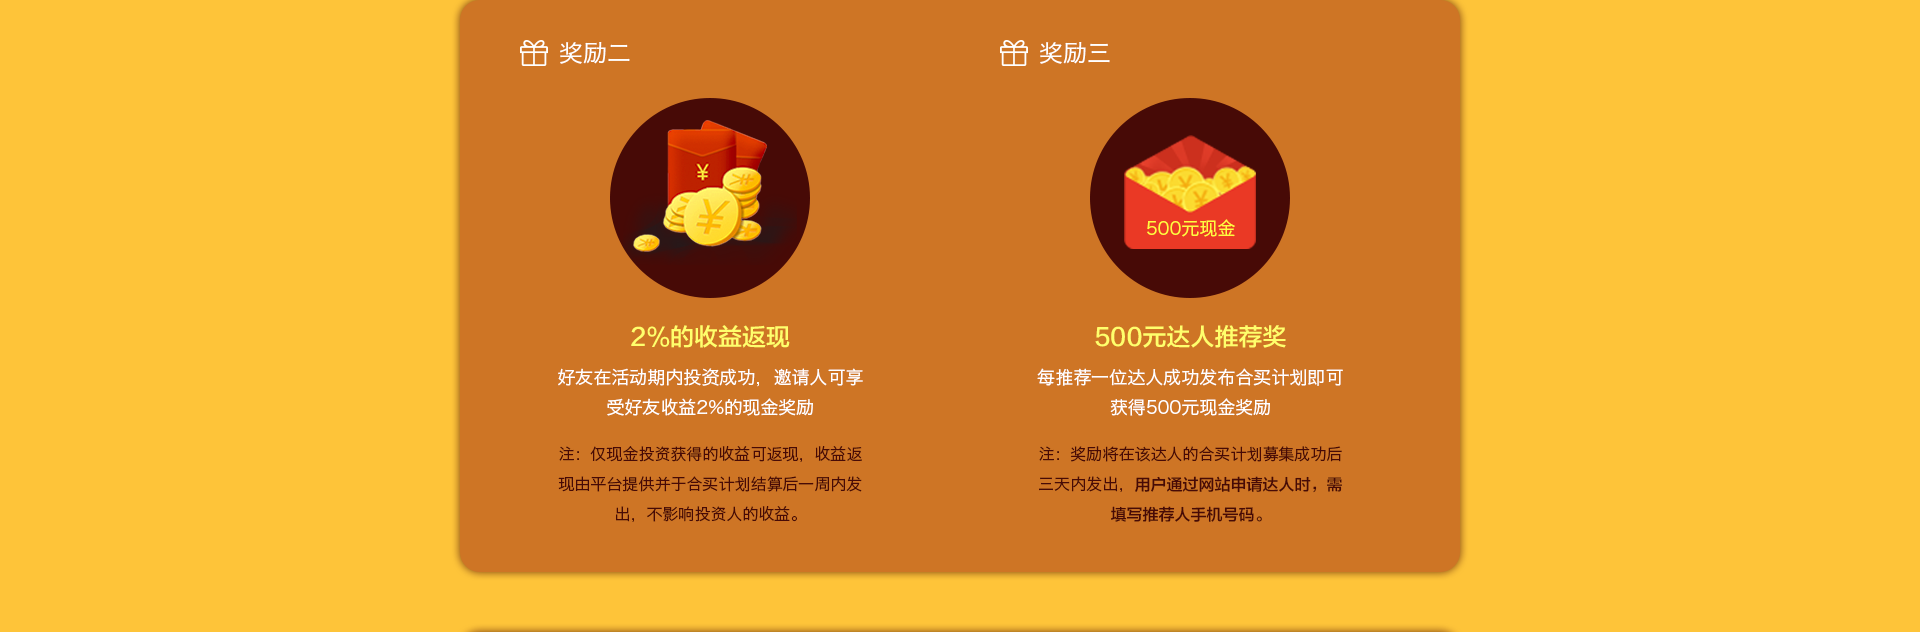 奖励二
¥
2%的收益返现
好友在活动期内投资成功，邀请人可享
受好友收益2%的现金奖励
注：仅现金投资获得的收益可返现，收益返
现由平台提供并于合买计划结算后一周内发
出，不影响投资人的收益。
奖励三
500元现金
500元达人推荐奖
每推荐一位达人成功发布合买计划即可
获得500元现金奖励
注：奖励将在该达人的合买计划募集成功后
三天内发出，用户通过网站申请达人时，需
填写推荐人手机号码。